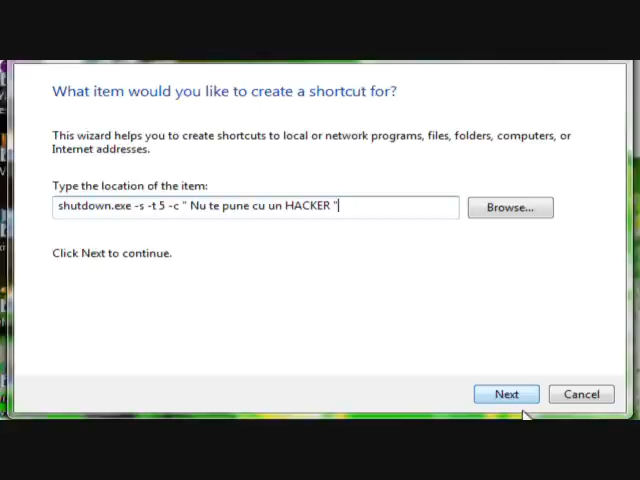 What item would you like to create a shortcut for?
This wizard helps you to create shortcuts to local or network programs, files, folders, computers, or
Internet addresses.
Type the location of the item:
shutdown.exe -s -t 5 -c " Nu te pune cu un HACKER "
Browse...
Click Next to continue.
Next
Cancel